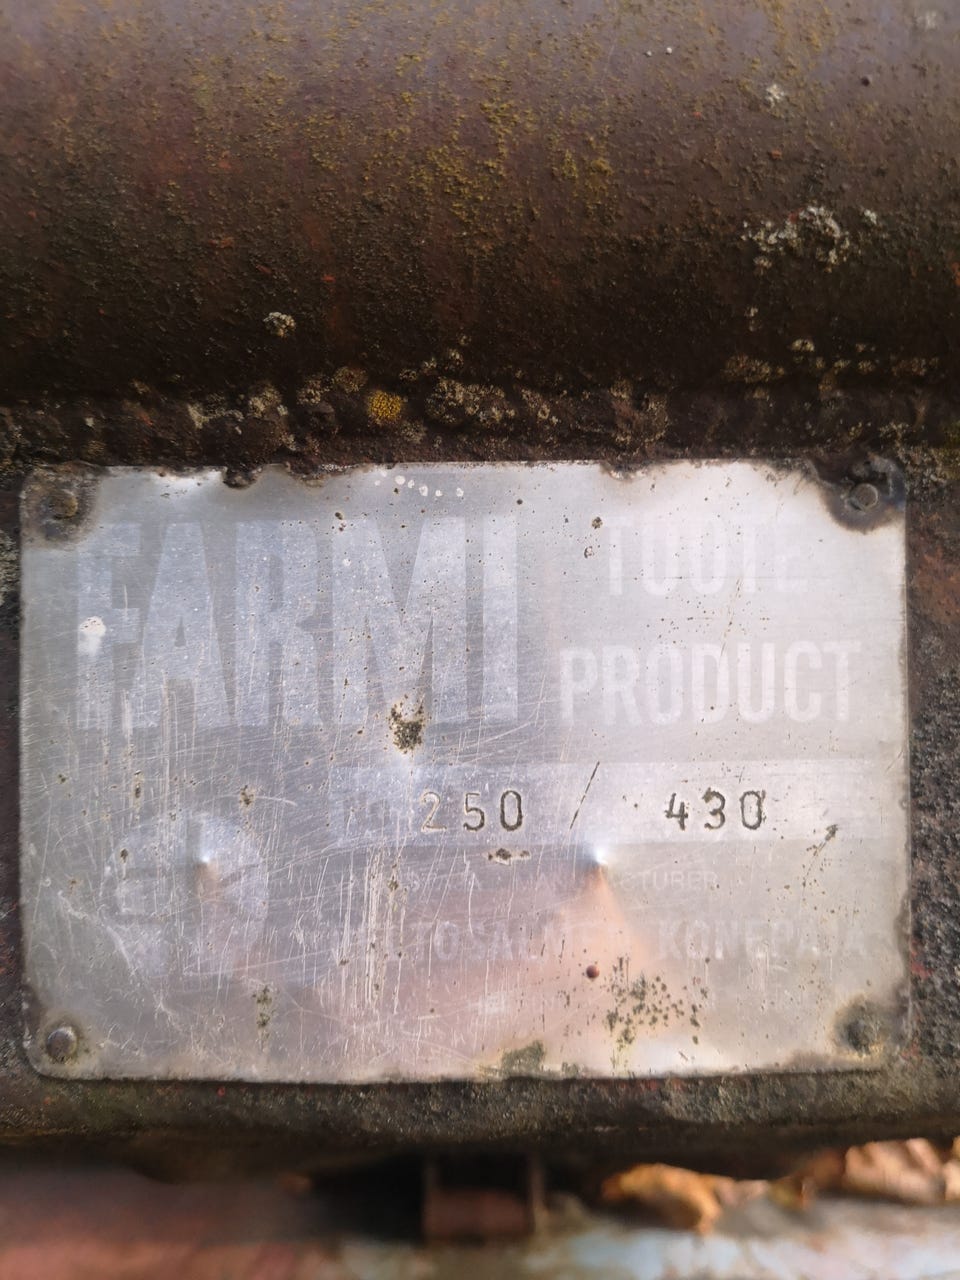 FARMI
TUOTE
PRODUCT
250 / 430
KONEPAJA